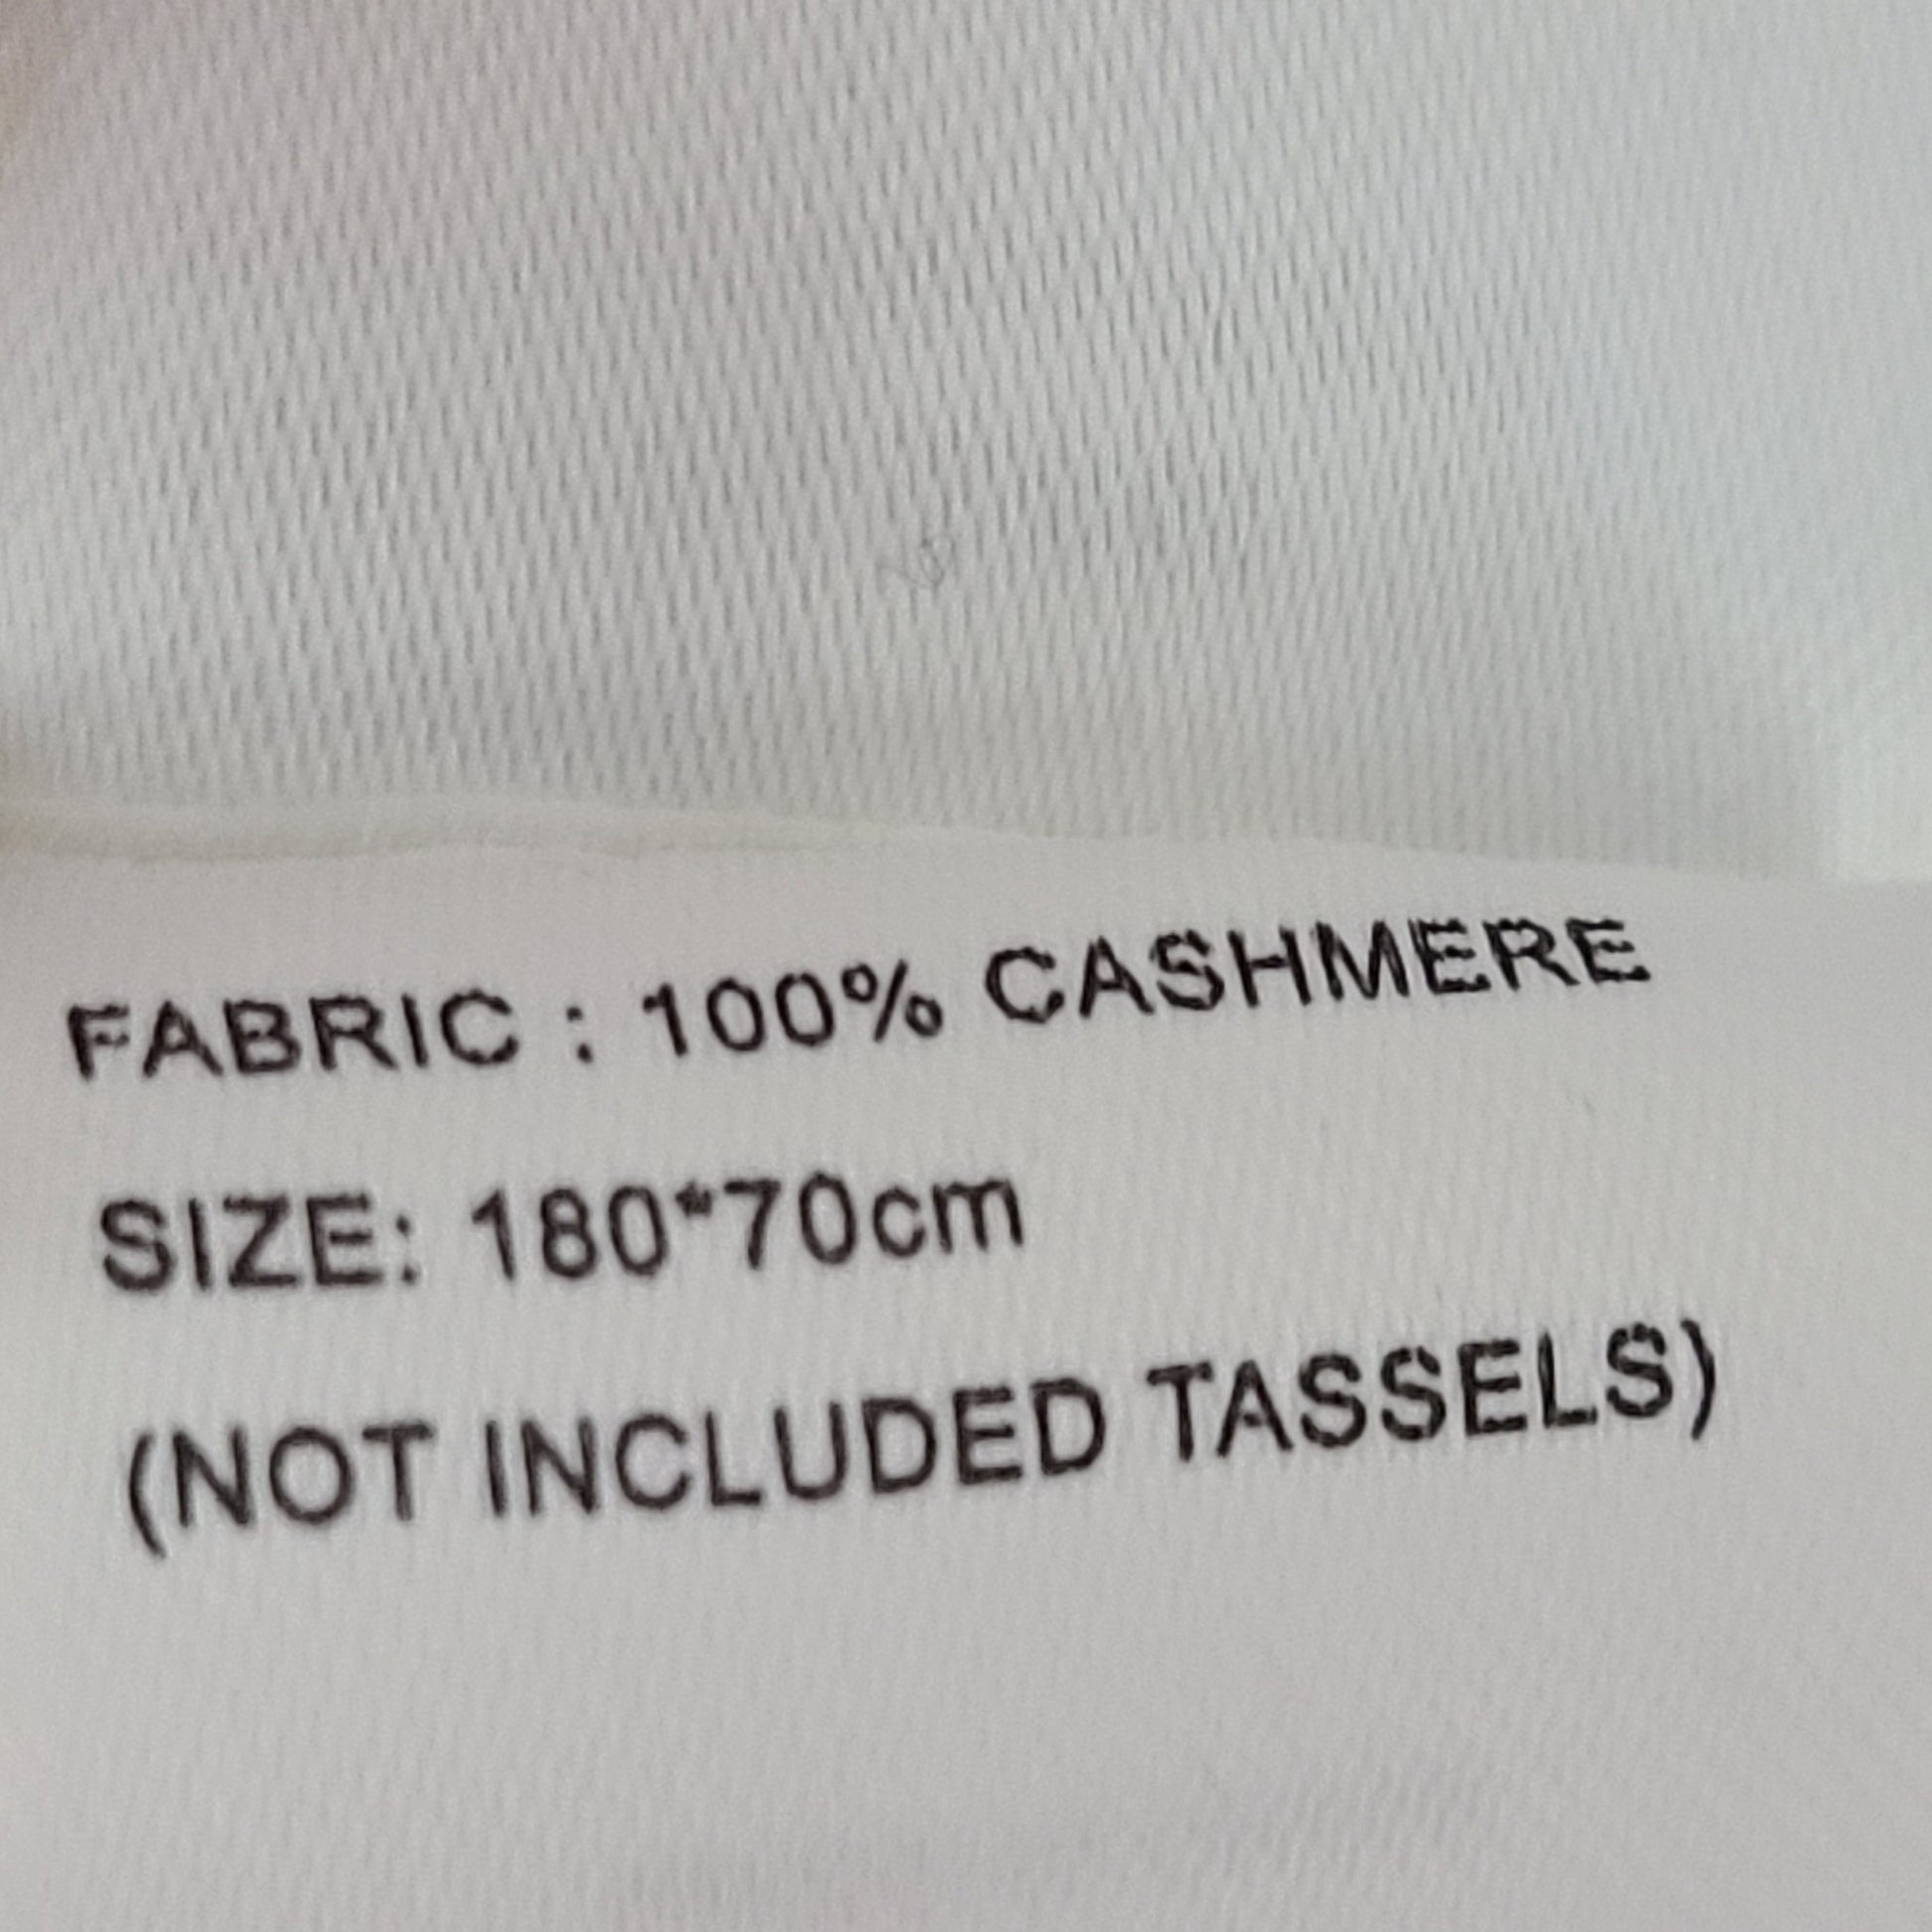 FABRIC : 100% CASHMERE
SIZE: 180*70cm
(NOT INCLUDED TASSELS)